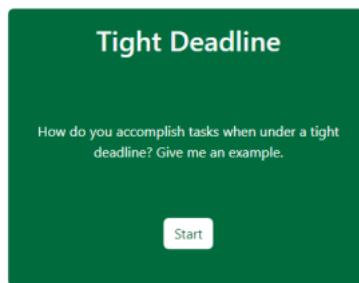 Tight Deadline
How do you accomplish tasks when under a tight
deadline? Give me an example.
Start